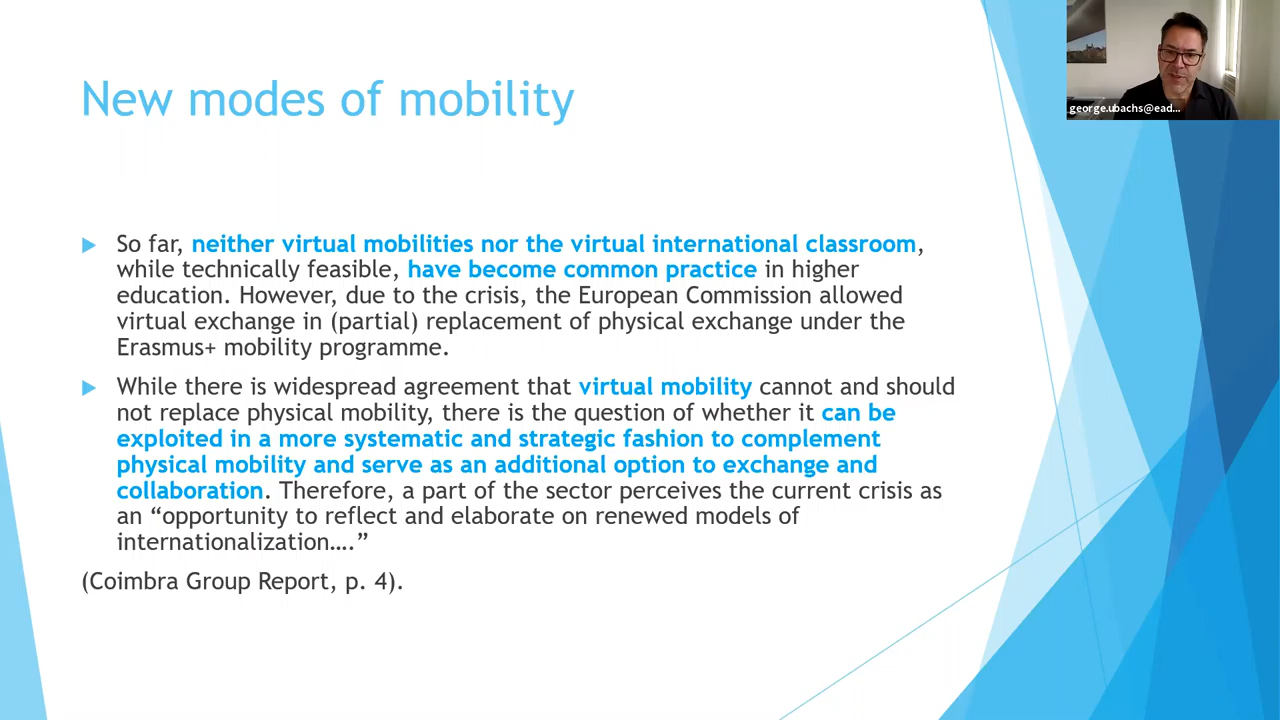 New modes of mobility
george.ubachs@ead...
So far, neither virtual mobilities nor the virtual international classroom,
while technically feasible, have become common practice in higher
education. However, due to the crisis, the European Commission allowed
virtual exchange in (partial) replacement of physical exchange under the
Erasmus+ mobility programme.
While there is widespread agreement that virtual mobility cannot and should
not replace physical mobility, there is the question of whether it can be
exploited in a more systematic and strategic fashion to complement
physical mobility and serve as an additional option to exchange and
collaboration. Therefore, a part of the sector perceives the current crisis as
an “opportunity to reflect and elaborate on renewed models of
internationalization….”
(Coimbra Group Report, p. 4).